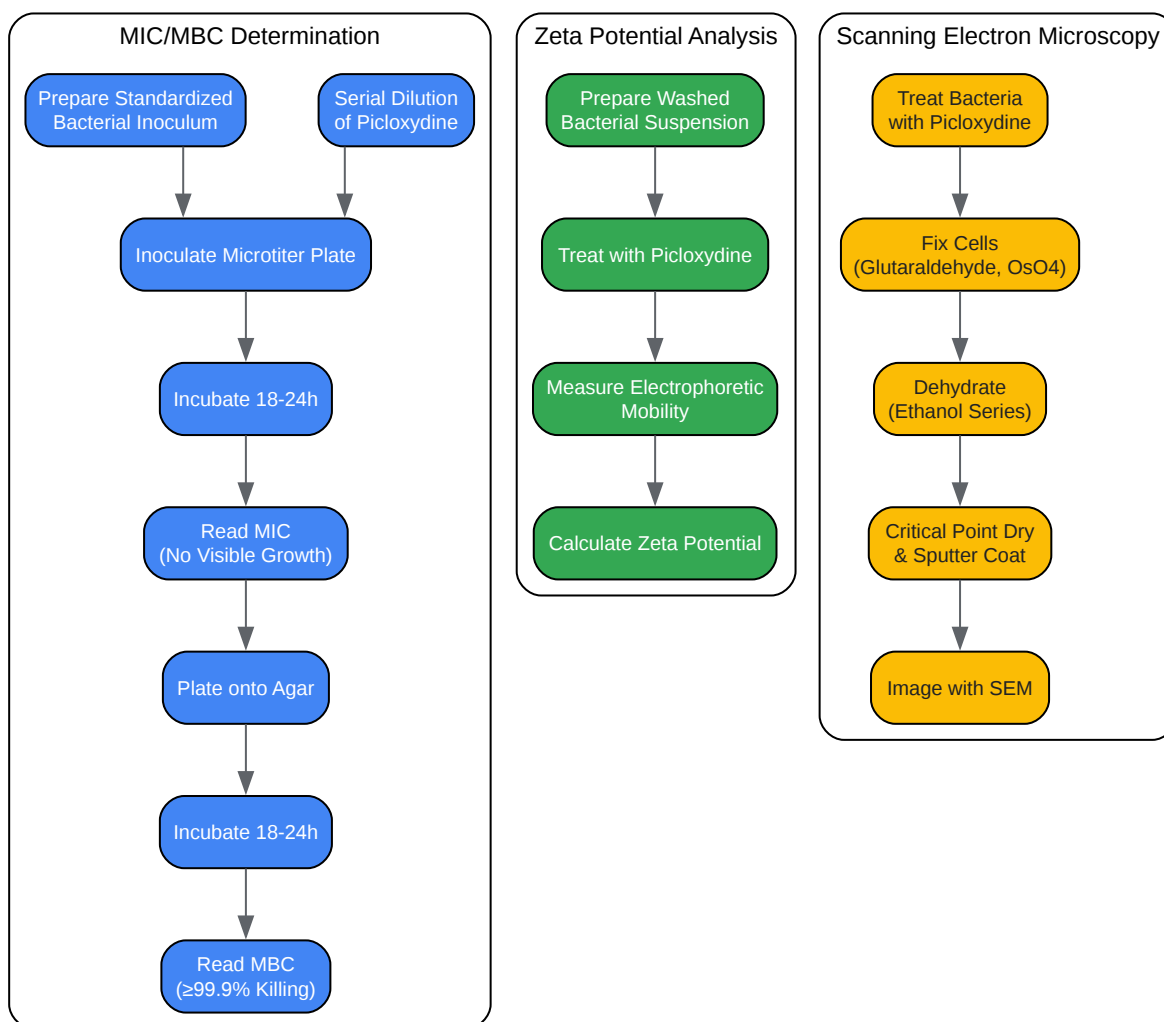 MIC/MBC Determination
Prepare Standardized
Bacterial Inoculum
Serial Dilution
of Picloxydine
Inoculate Microtiter Plate
Incubate 18-24h
Read MIC
(No Visible Growth)
Plate onto Agar
Incubate 18-24h
Read MBC
(≥99.9% Killing)
Zeta Potential Analysis
Prepare Washed
Bacterial Suspension
Treat with Picloxydine
Measure Electrophoretic
Mobility
Calculate Zeta Potential
Scanning Electron Microscopy
Treat Bacteria
with Picloxydine
Fix Cells
(Glutaraldehyde, OsO4)
Dehydrate
(Ethanol Series)
Critical Point Dry
& Sputter Coat
Image with SEM